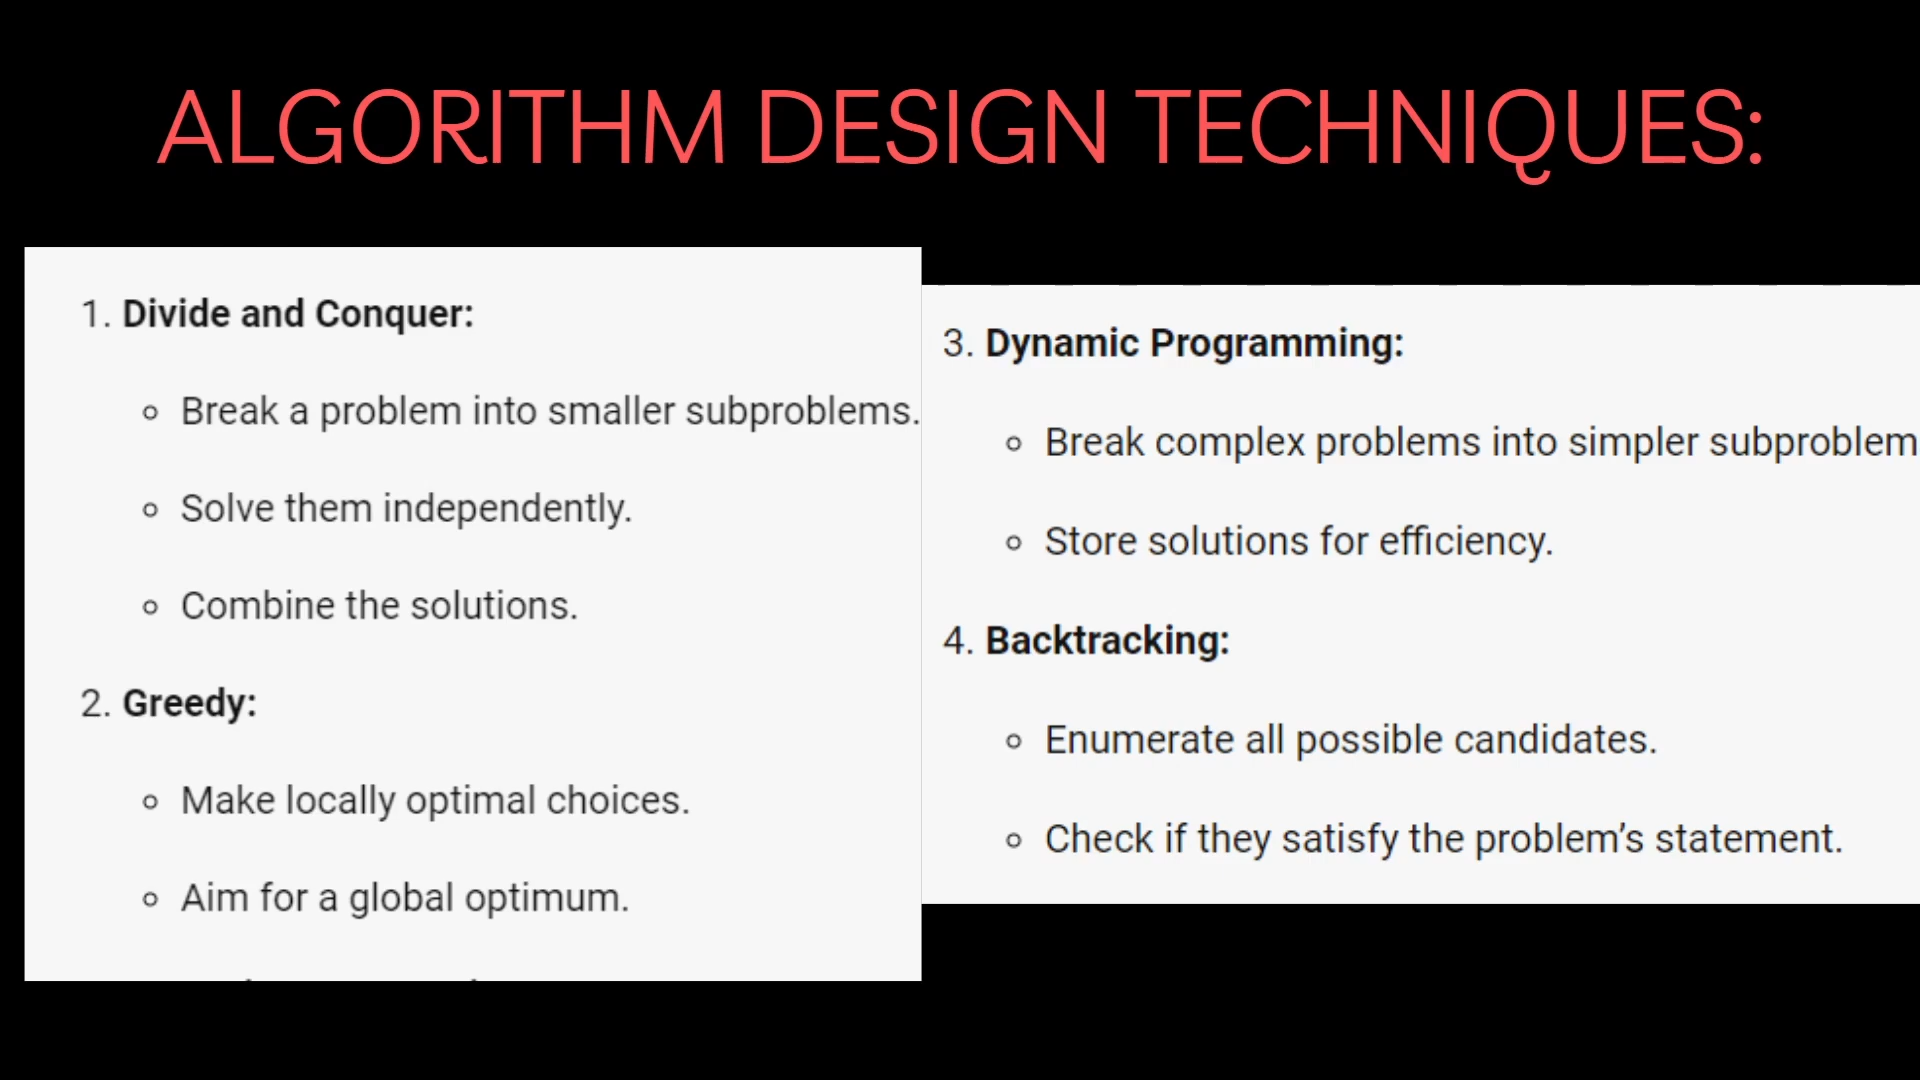 ALGORITHM DESIGN TECHNIQUES:
1. Divide and Conquer:
○ Break a problem into smaller subproblems.
○ Solve them independently.
○ Combine the solutions.
2. Greedy:
○ Make locally optimal choices.
○ Aim for a global optimum.
3. Dynamic Programming:
○ Break complex problems into simpler subproblem
○ Store solutions for efficiency.
4. Backtracking:
○ Enumerate all possible candidates.
○ Check if they satisfy the problem’s statement.